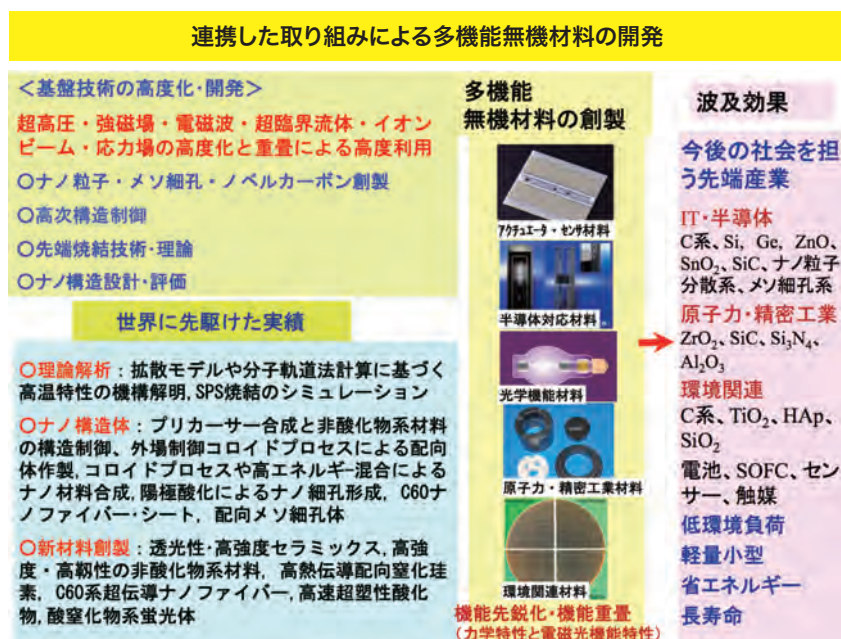 連携した取り組みによる多機能無機材料の開発
＜基盤技術の高度化・開発＞
超高圧・強磁場・電磁波・超臨界流体・イオン
ビーム・応力場の高度化と重畳による高度利用
○ナノ粒子・メソ細孔・ノベルカーボン創製
○高次構造制御
○先端焼結技術・理論
○ナノ構造設計・評価
世界に先駆けた実績
○理論解析：拡散モデルや分子軌道法計算に基づく
高温特性の機構解明,SPS焼結のシミュレーション
○ナノ構造体：プリカーサー合成と非酸化物系材料
の構造制御、外場制御コロイドプロセスによる配向
体作製,コロイドプロセスや高エネルギー混合による
ナノ材料合成,陽極酸化によるナノ細孔形成, C60ナ
ノファイバー・シート, 配向メソ細孔体
○新材料創製：透光性・高強度セラミックス,高強
度・高靱性の非酸化物系材料, 高熱伝導配向窒化珪
素, C60系超伝導ナノファイバー,高速超塑性酸化
物,酸窒化物系蛍光体
多機能
無機材料の創製
アクチュエータ・センサ材料
半導体対応材料
光学機能材料
原子力・精密工業材料
環境関連材料
機能先鋭化・機能重畳
（力学特性と電磁光機能特性）
波及効果
今後の社会を担
う先端産業
IT・半導体
C系、Si, Ge, ZnO、
SnO₂、SiC、ナノ粒子
分散系、メソ細孔系
原子力・精密工業
ZrO₂、SiC、Si₃N₄、
Al₂O₃
環境関連
C系、TiO₂、HAp、
SiO₂
電池、SOFC、セン
サー、触媒
低環境負荷
軽量小型
省エネルギー
長寿命